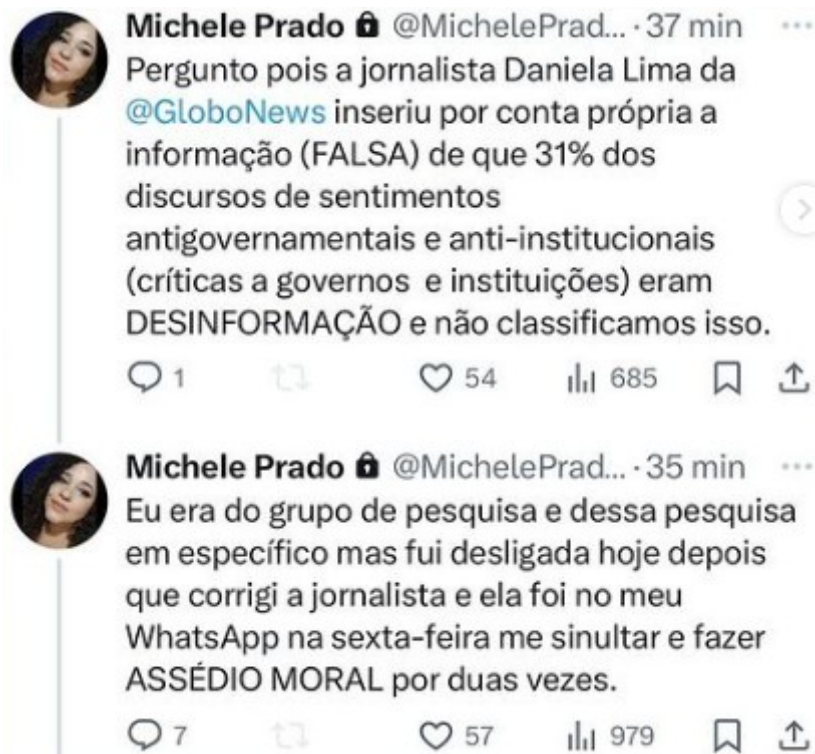 Michele Prado @MichelePrad... · 37 min
Pergunto pois a jornalista Daniela Lima da
@GloboNews inseriu por conta própria a
informação (FALSA) de que 31% dos
discursos de sentimentos
antigovernamentais e anti-institucionais
(críticas a governos e instituições) eram
DESINFORMAÇÃO e não classificamos isso.
1 54 685
Michele Prado @MichelePrad... · 35 min
Eu era do grupo de pesquisa e dessa pesquisa
em específico mas fui desligada hoje depois
que corrigi a jornalista e ela foi no meu
WhatsApp na sexta-feira me sinultar e fazer
ASSÉDIO MORAL por duas vezes.
7 57 979